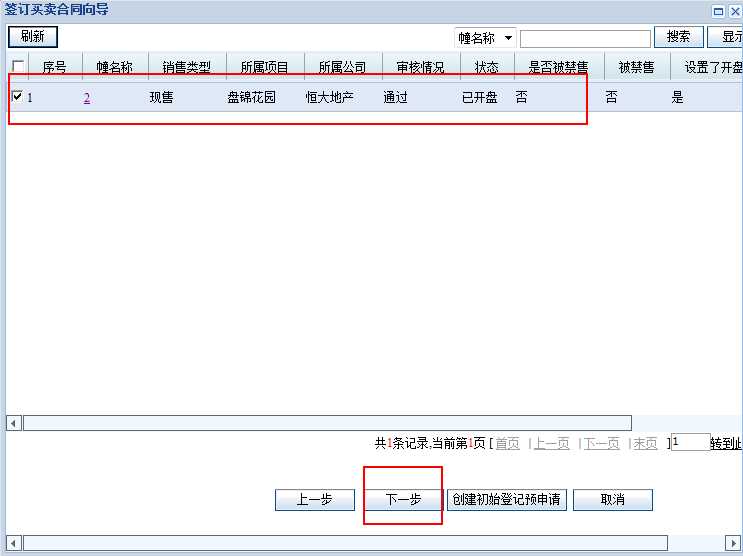 签订买卖合同向导
刷新 幢名称 搜索 显示
序号 幢名称 销售类型 所属项目 所属公司 审核情况 状态 是否被禁售 被禁售 设置了开盘
1 2 现售 盘锦花园 恒大地产 通过 已开盘 否 否 是
共1条记录,当前第1页 [ 首页 | 上一页 | 下一页 | 末页 ] 1 转到
上一步 下一步 创建初始登记预申请 取消